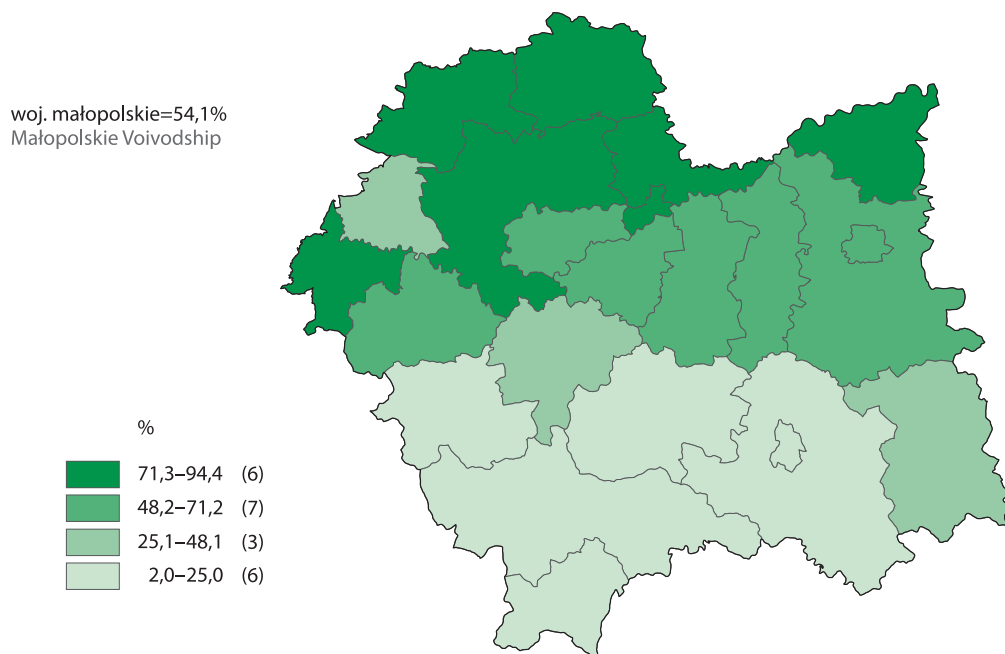 woj. małopolskie=54,1%
Małopolskie Voivodship
%
71,3–94,4 (6)
48,2–71,2 (7)
25,1–48,1 (3)
2,0–25,0 (6)